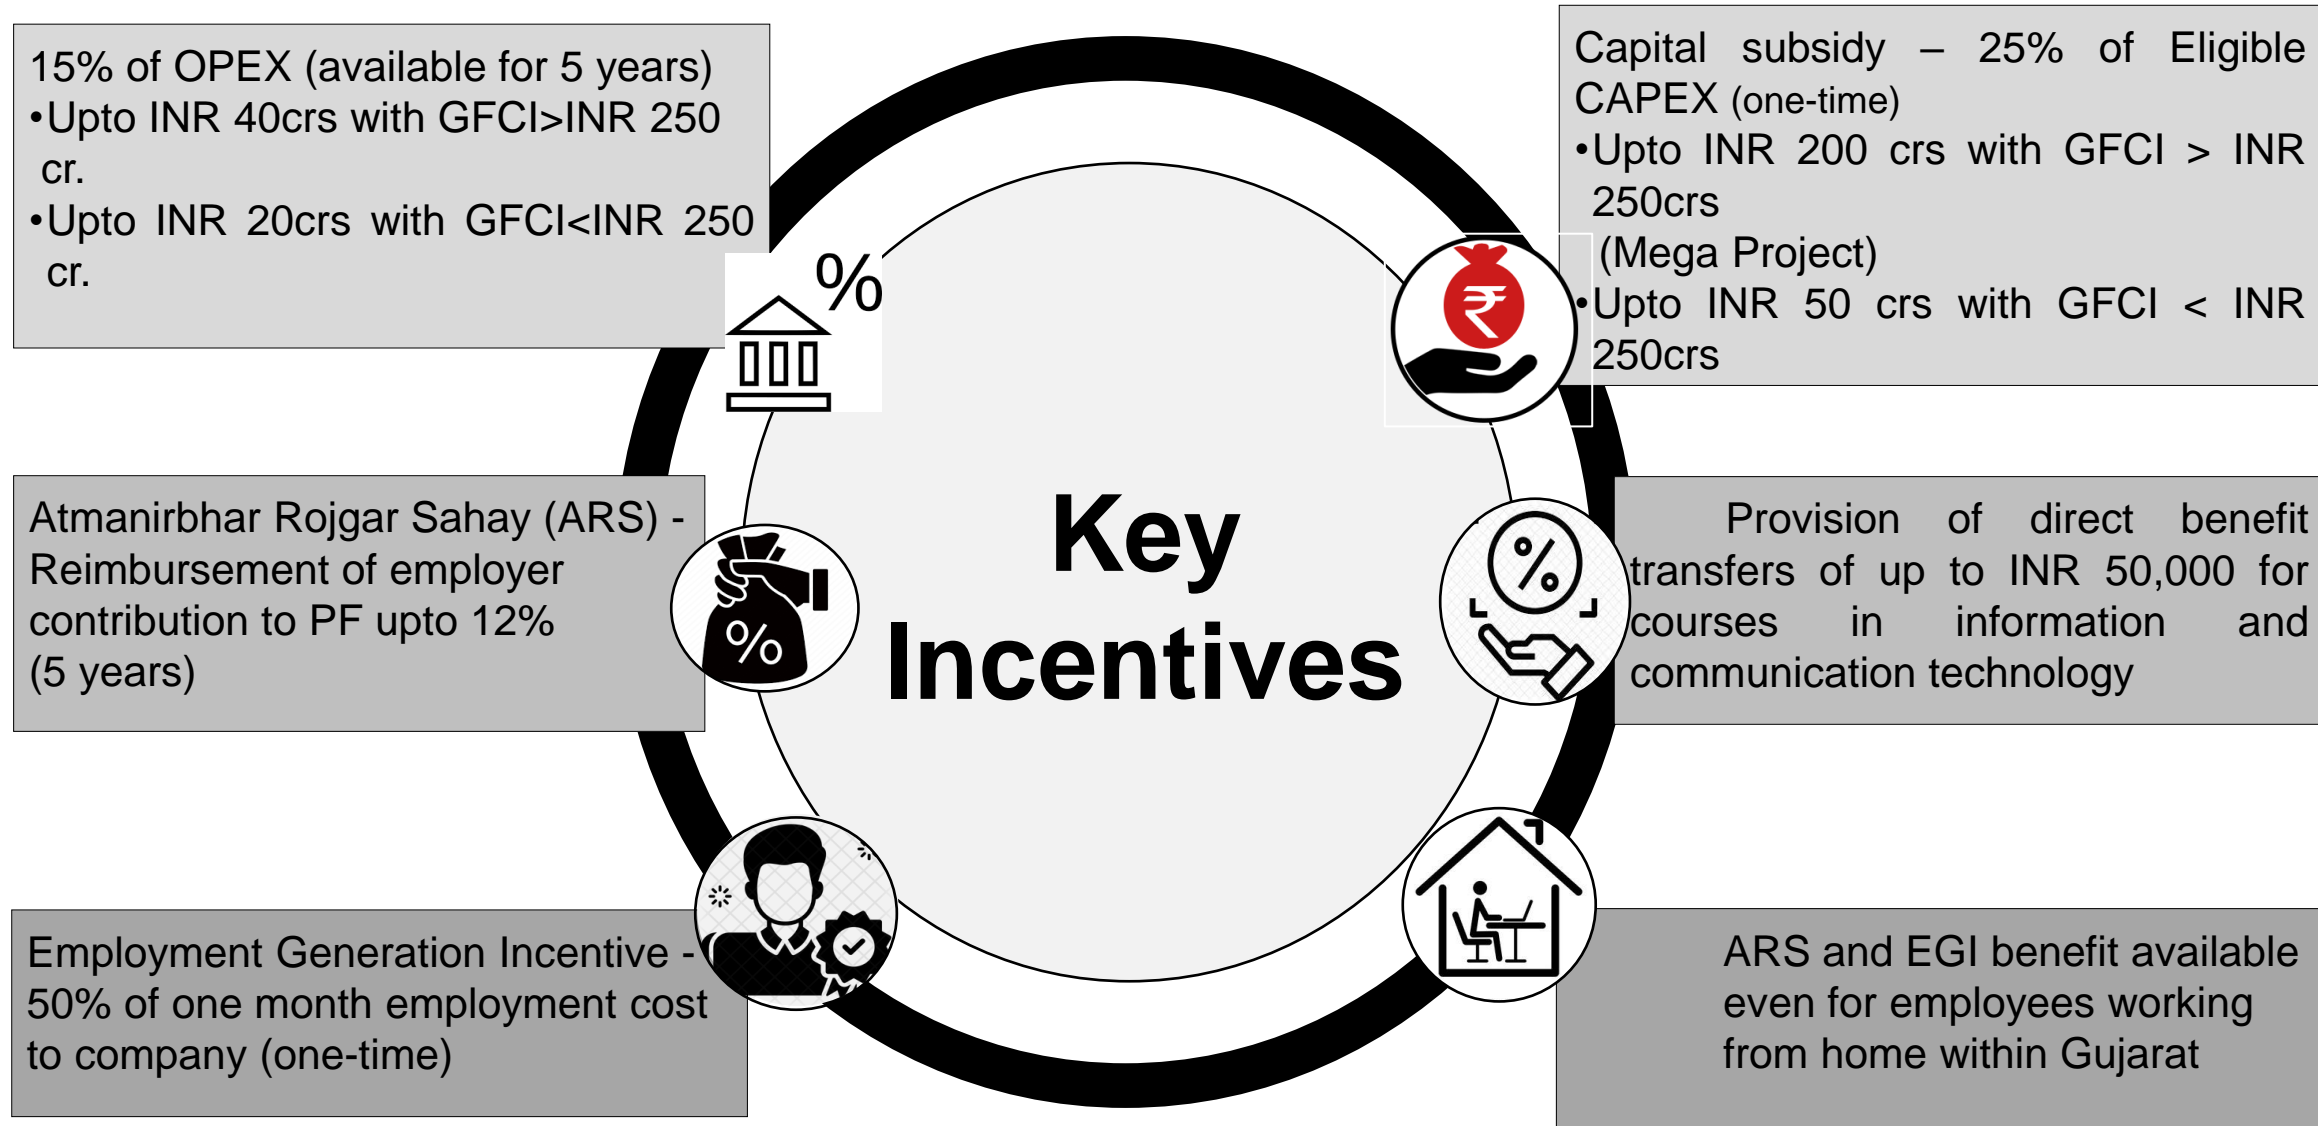 15% of OPEX (available for 5 years)
•Upto INR 40crs with GFCI>INR 250
cr.
•Upto INR 20crs with GFCI<INR 250
cr.
%
Capital subsidy – 25% of Eligible
CAPEX (one-time)
•Upto INR 200 crs with GFCI > INR
250crs
(Mega Project)
•Upto INR 50 crs with GFCI < INR
250crs
₹
Atmanirbhar Rojgar Sahay (ARS) -
Reimbursement of employer
contribution to PF upto 12%
(5 years)
%
Key
Incentives
%
Provision of direct benefit
transfers of up to INR 50,000 for
courses in information and
communication technology
Employment Generation Incentive -
50% of one month employment cost
to company (one-time)
ARS and EGI benefit available
even for employees working
from home within Gujarat